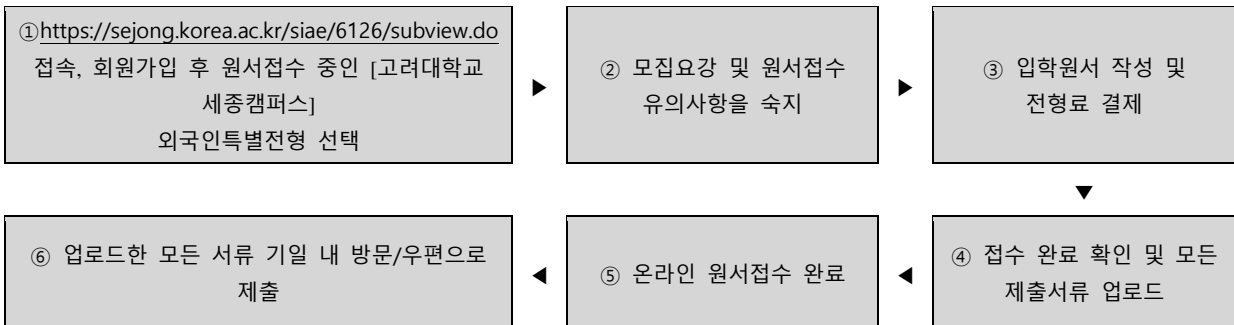 ①https://sejong.korea.ac.kr/siae/6126/subview.do
접속, 회원가입 후 원서접수 중인 [고려대학교
세종캠퍼스]
외국인특별전형 선택
▶
② 모집요강 및 원서접수
유의사항을 숙지
▶
③ 입학원서 작성 및
전형료 결제
▼
④ 접수 완료 확인 및 모든
제출서류 업로드
◀
⑤ 온라인 원서접수 완료
◀
⑥ 업로드한 모든 서류 기일 내 방문/우편으로
제출